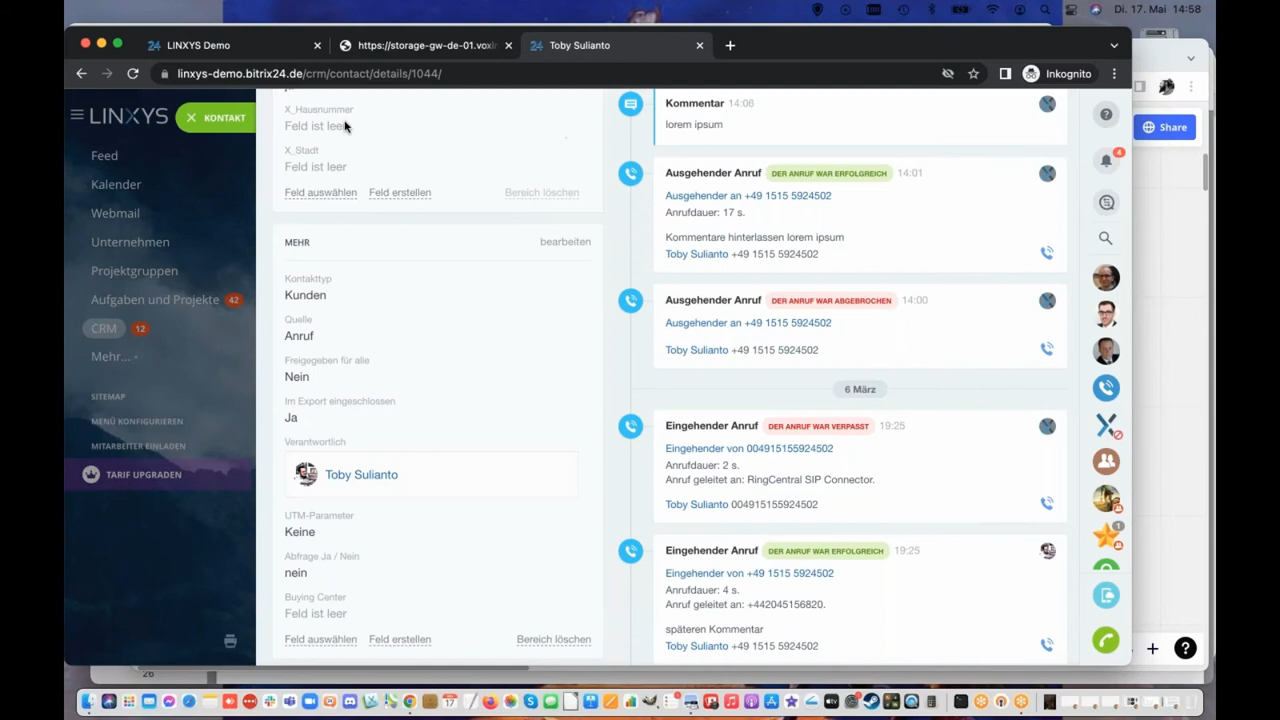 Di. 17. Mai 14:58
24 LINXYS Demo
https://storage-gw-de-01.voxin
24 Toby Sulianto
linxys-demo.bitrix24.de/crm/contact/details/1044/
Inkognito
LINXYS
KONTAKT
Feed
Kalender
Webmail
Unternehmen
Projektgruppen
Aufgaben und Projekte 42
CRM 12
Mehr...
SITEMAP
MENÜ KONFIGURIEREN
MITARBEITER EINLADEN
TARIF UPGRADEN
X_Hausnummer
Feld ist leer
X_Stadt
Feld ist leer
Feld auswählen Feld erstellen Bereich löschen
MEHR bearbeiten
Kontakttyp
Kunden
Quelle
Anruf
Freigegeben für alle
Nein
Im Export eingeschlossen
Ja
Verantwortlich
Toby Sulianto
UTM-Parameter
Keine
Abfrage Ja / Nein
nein
Buying Center
Feld ist leer
Feld auswählen Feld erstellen Bereich löschen
Kommentar 14:06
lorem ipsum
Ausgehender Anruf DER ANRUF WAR ERFOLGREICH 14:01
Ausgehender an +49 1515 5924502
Anrufdauer: 17 s.
Kommentare hinterlassen lorem ipsum
Toby Sulianto +49 1515 5924502
Ausgehender Anruf DER ANRUF WAR ABGEBROCHEN 14:00
Ausgehender an +49 1515 5924502
Toby Sulianto +49 1515 5924502
6 März
Eingehender Anruf DER ANRUF WAR VERPASST 19:25
Eingehender von 004915155924502
Anrufdauer: 2 s.
Anruf geleitet an: RingCentral SIP Connector.
Toby Sulianto 004915155924502
Eingehender Anruf DER ANRUF WAR ERFOLGREICH 19:25
Eingehender von +49 1515 5924502
Anrufdauer: 4 s.
Anruf geleitet an: +442045156820.
späteren Kommentar
Toby Sulianto +49 1515 5924502
4
1
Share
26
17